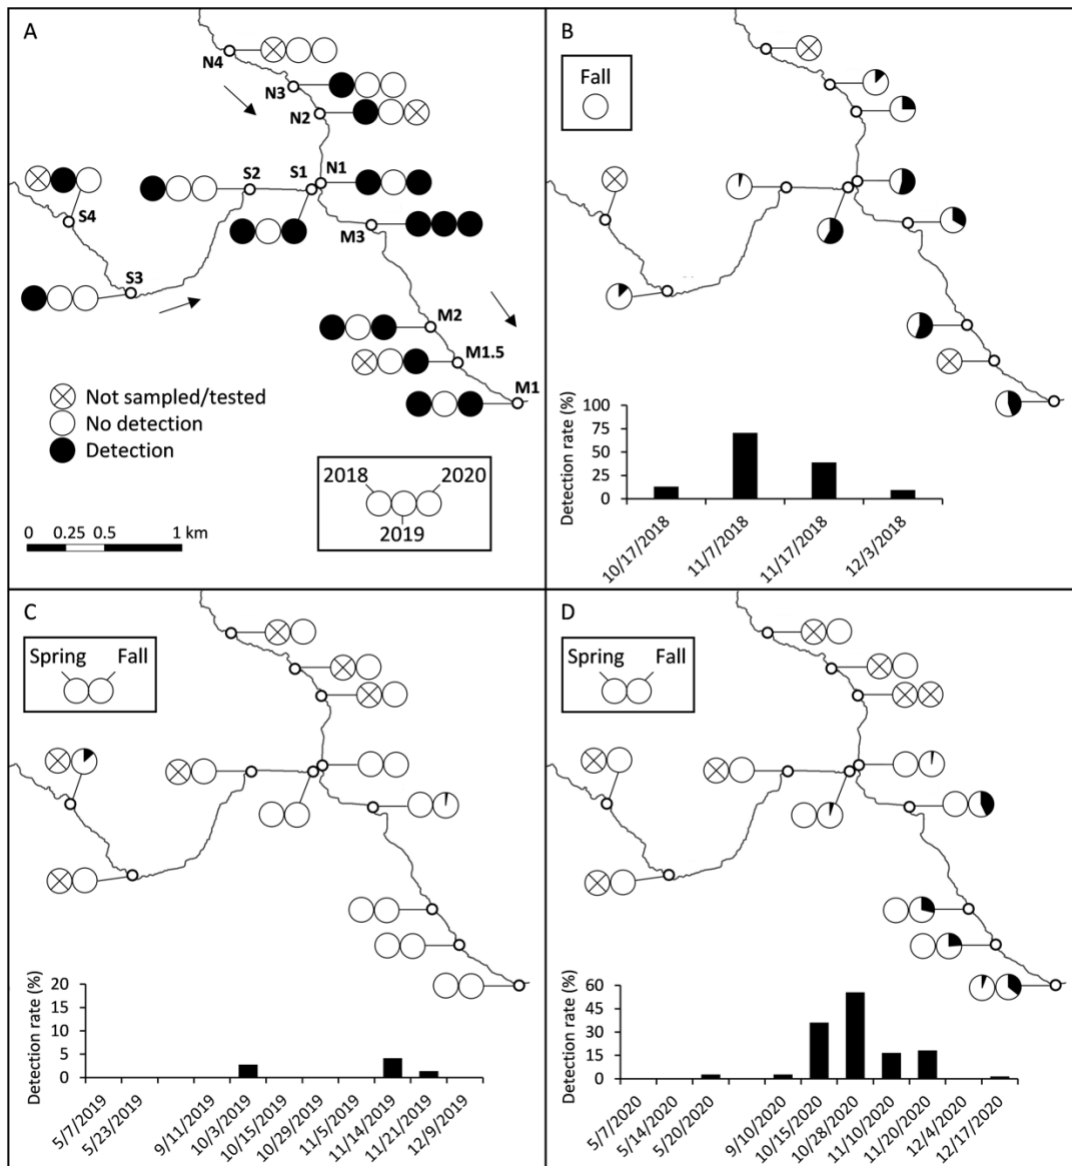 A
N4
N3
N2
S2
S1
N1
S4
M3
S3
M2
M1.5
M1
Not sampled/tested
No detection
Detection
2018
2020
2019
0 0.25 0.5 1 km
B
Fall
Detection rate (%)
100
75
50
25
0
10/17/2018
11/7/2018
11/17/2018
12/3/2018
C
Spring Fall
Detection rate (%)
20
15
10
5
0
5/7/2019
5/23/2019
9/11/2019
10/3/2019
10/15/2019
10/29/2019
11/5/2019
11/14/2019
11/21/2019
12/9/2019
D
Spring Fall
Detection rate (%)
60
45
30
15
0
5/7/2020
5/14/2020
5/20/2020
9/10/2020
10/15/2020
10/28/2020
11/10/2020
11/20/2020
12/4/2020
12/17/2020